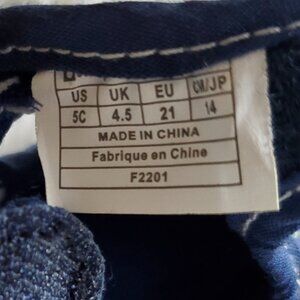 US UK EU CM/JP
5C 4.5 21 14
MADE IN CHINA
Fabrique en Chine
F2201